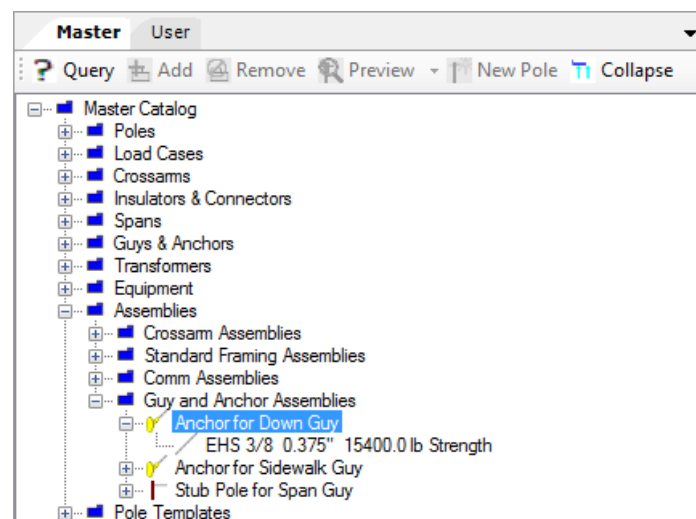 Master User
? Query Add Remove Preview New Pole Collapse
Master Catalog
Poles
Load Cases
Crossarms
Insulators & Connectors
Spans
Guys & Anchors
Transformers
Equipment
Assemblies
Crossarm Assemblies
Standard Framing Assemblies
Comm Assemblies
Guy and Anchor Assemblies
Anchor for Down Guy
EHS 3/8 0.375" 15400.0 lb Strength
Anchor for Sidewalk Guy
Stub Pole for Span Guy
Pole Templates